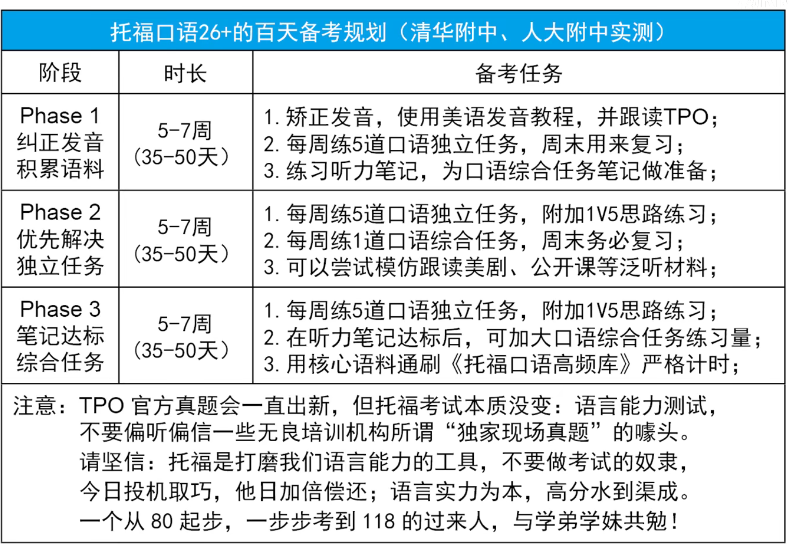 托福口语26+的百天备考规划（清华附中、人大附中实测）
阶段 时长 备考任务
Phase 1
纠正发音
积累语料
5-7周
(35-50天）
1. 矫正发音，使用美语发音教程，并跟读TPO；
2. 每周练5道口语独立任务，周末用来复习；
3. 练习听力笔记，为口语综合任务笔记做准备；
Phase 2
优先解决
独立任务
5-7周
(35-50天）
1. 每周练5道口语独立任务，附加1V5思路练习；
2. 每周练1道口语综合任务，周末务必复习；
3. 可以尝试模仿跟读美剧、公开课等泛听材料；
Phase 3
笔记达标
综合任务
5-7周
(35-50天）
1. 每周练5道口语独立任务，附加1V5思路练习；
2. 在听力笔记达标后，可加大口语综合任务练习量；
3. 用核心语料通刷《托福口语高频库》严格计时；
注意：TPO 官方真题会一直出新，但托福考试本质没变：语言能力测试，
不要偏听偏信一些无良培训机构所谓“独家现场真题”的噱头。
请坚信：托福是打磨我们语言能力的工具，不要做考试的奴隶，
今日投机取巧，他日加倍偿还；语言实力为本，高分水到渠成。
一个从 80 起步，一步步考到 118 的过来人，与学弟学妹共勉！